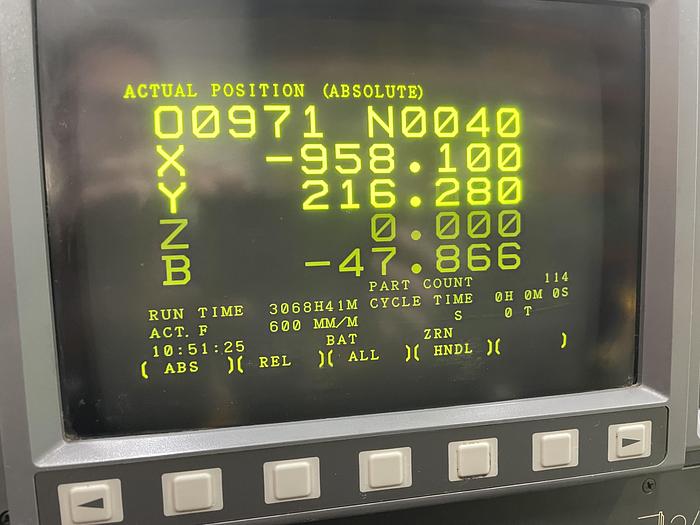 ACTUAL POSITION (ABSOLUTE)
O0971 N0040
X -958.100
Y 216.280
Z 0.000
B -47.866
PART COUNT 114
RUN TIME 3068H41M CYCLE TIME 0H 0M 0S
ACT. F 600 MM/M S 0 T
10:51:25 BAT ZRN
( ABS )( REL )( ALL )( HNDL )( )